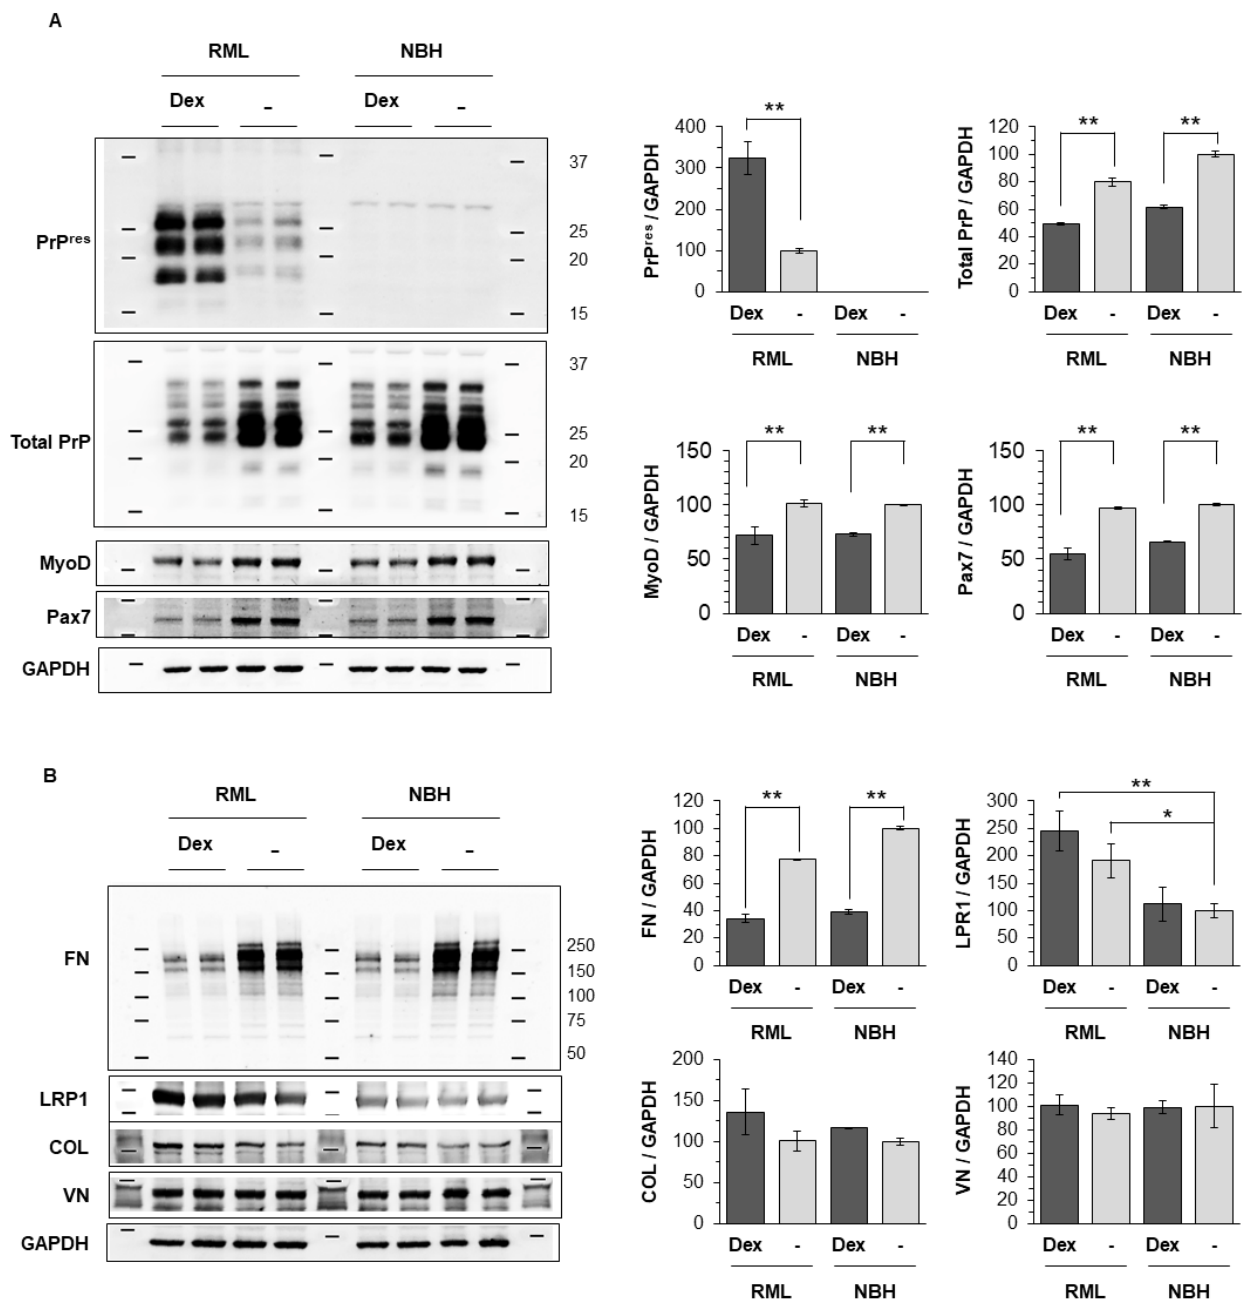 A
RML NBH
Dex - Dex -
PrPres
37
25
20
15
Total PrP
37
25
20
15
MyoD
Pax7
GAPDH
PrPres / GAPDH
400
300
200
100
0
**
Dex - Dex -
RML NBH
Total PrP / GAPDH
120
100
80
60
40
20
0
** **
Dex - Dex -
RML NBH
MyoD / GAPDH
150
100
50
0
** **
Dex - Dex -
RML NBH
Pax7 / GAPDH
150
100
50
0
** **
Dex - Dex -
RML NBH
B
RML NBH
Dex - Dex -
FN
250
150
100
75
50
LRP1
COL
VN
GAPDH
FN / GAPDH
120
100
80
60
40
20
0
** **
Dex - Dex -
RML NBH
LPR1 / GAPDH
300
250
200
150
100
50
0
**
*
Dex - Dex -
RML NBH
COL / GAPDH
200
150
100
50
0
Dex - Dex -
RML NBH
VN / GAPDH
140
120
100
80
60
40
20
0
Dex - Dex -
RML NBH